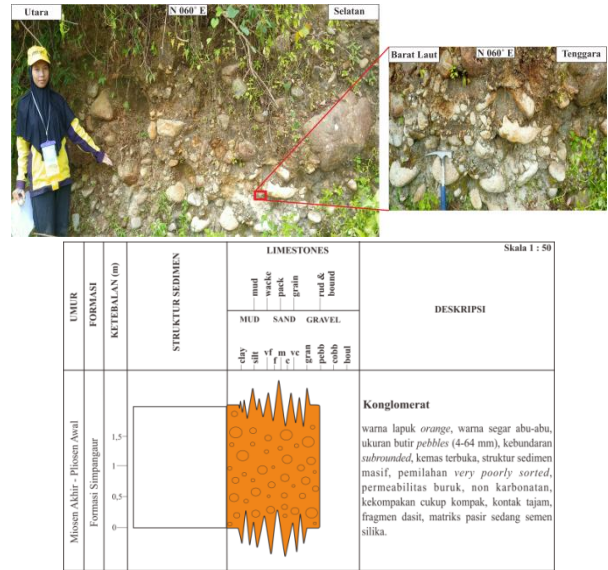 Utara
N 060° E
Selatan
Barat Laut
N 060° E
Tenggara
UMUR
FORMASI
KETEBALAN (m)
STRUKTUR SEDIMEN
LIMESTONES
mud
wacke
pack
grain
rud &
bound
MUD SAND GRAVEL
clay
silt
vf
f
m
c
vc
gran
pebb
cobb
boul
Skala 1 : 50
DESKRIPSI
Miosen Akhir - Pliosen Awal
Formasi Simpangaur
1,5
1
0,5
0
Konglomerat
warna lapuk orange, warna segar abu-abu,
ukuran butir pebbles (4-64 mm), kebundaran
subrounded, kemas terbuka, struktur sedimen
masif, pemilahan very poorly sorted,
permeabilitas buruk, non karbonatan,
kekompakan cukup kompak, kontak tajam,
fragmen dasit, matriks pasir sedang semen
silika.